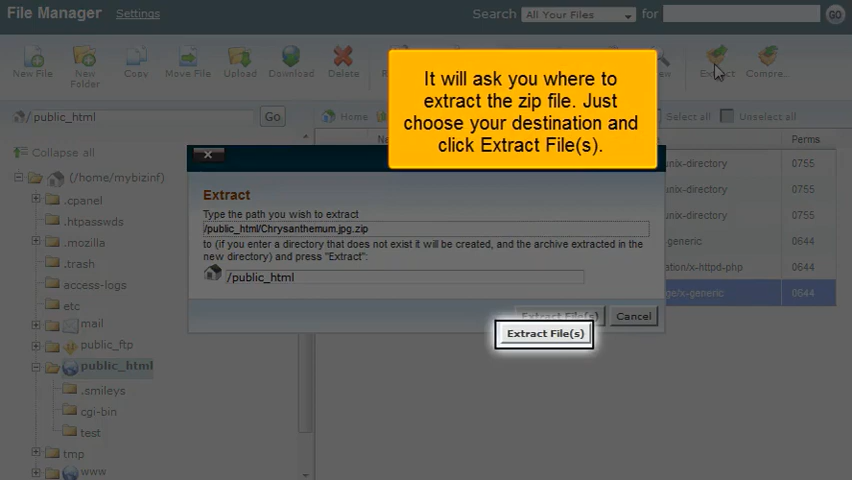 File Manager Settings Search All Your Files for GO
New File New Folder Copy Move File Upload Download Delete Extract Compre...
It will ask you where to
extract the zip file. Just
choose your destination and
click Extract File(s).
/ public_html Go Home Select all Unselect all
Collapse all
Perms
(/home/mybizinf)
.cpanel
.htpasswds
.mozilla
.trash
access-logs
etc
mail
public_ftp
public_html
.smileys
cgi-bin
test
tmp
www
Extract
Type the path you wish to extract
/public_html/Chrysanthemum.jpg.zip
to (if you enter a directory that does not exist it will be created, and the archive extracted in the
new directory) and press "Extract":
/public_html
Extract File(s) Cancel
Extract File(s)
unix-directory 0755
unix-directory 0755
unix-directory 0755
generic 0644
ation/x-httpd-php 0644
ge/x-generic 0644